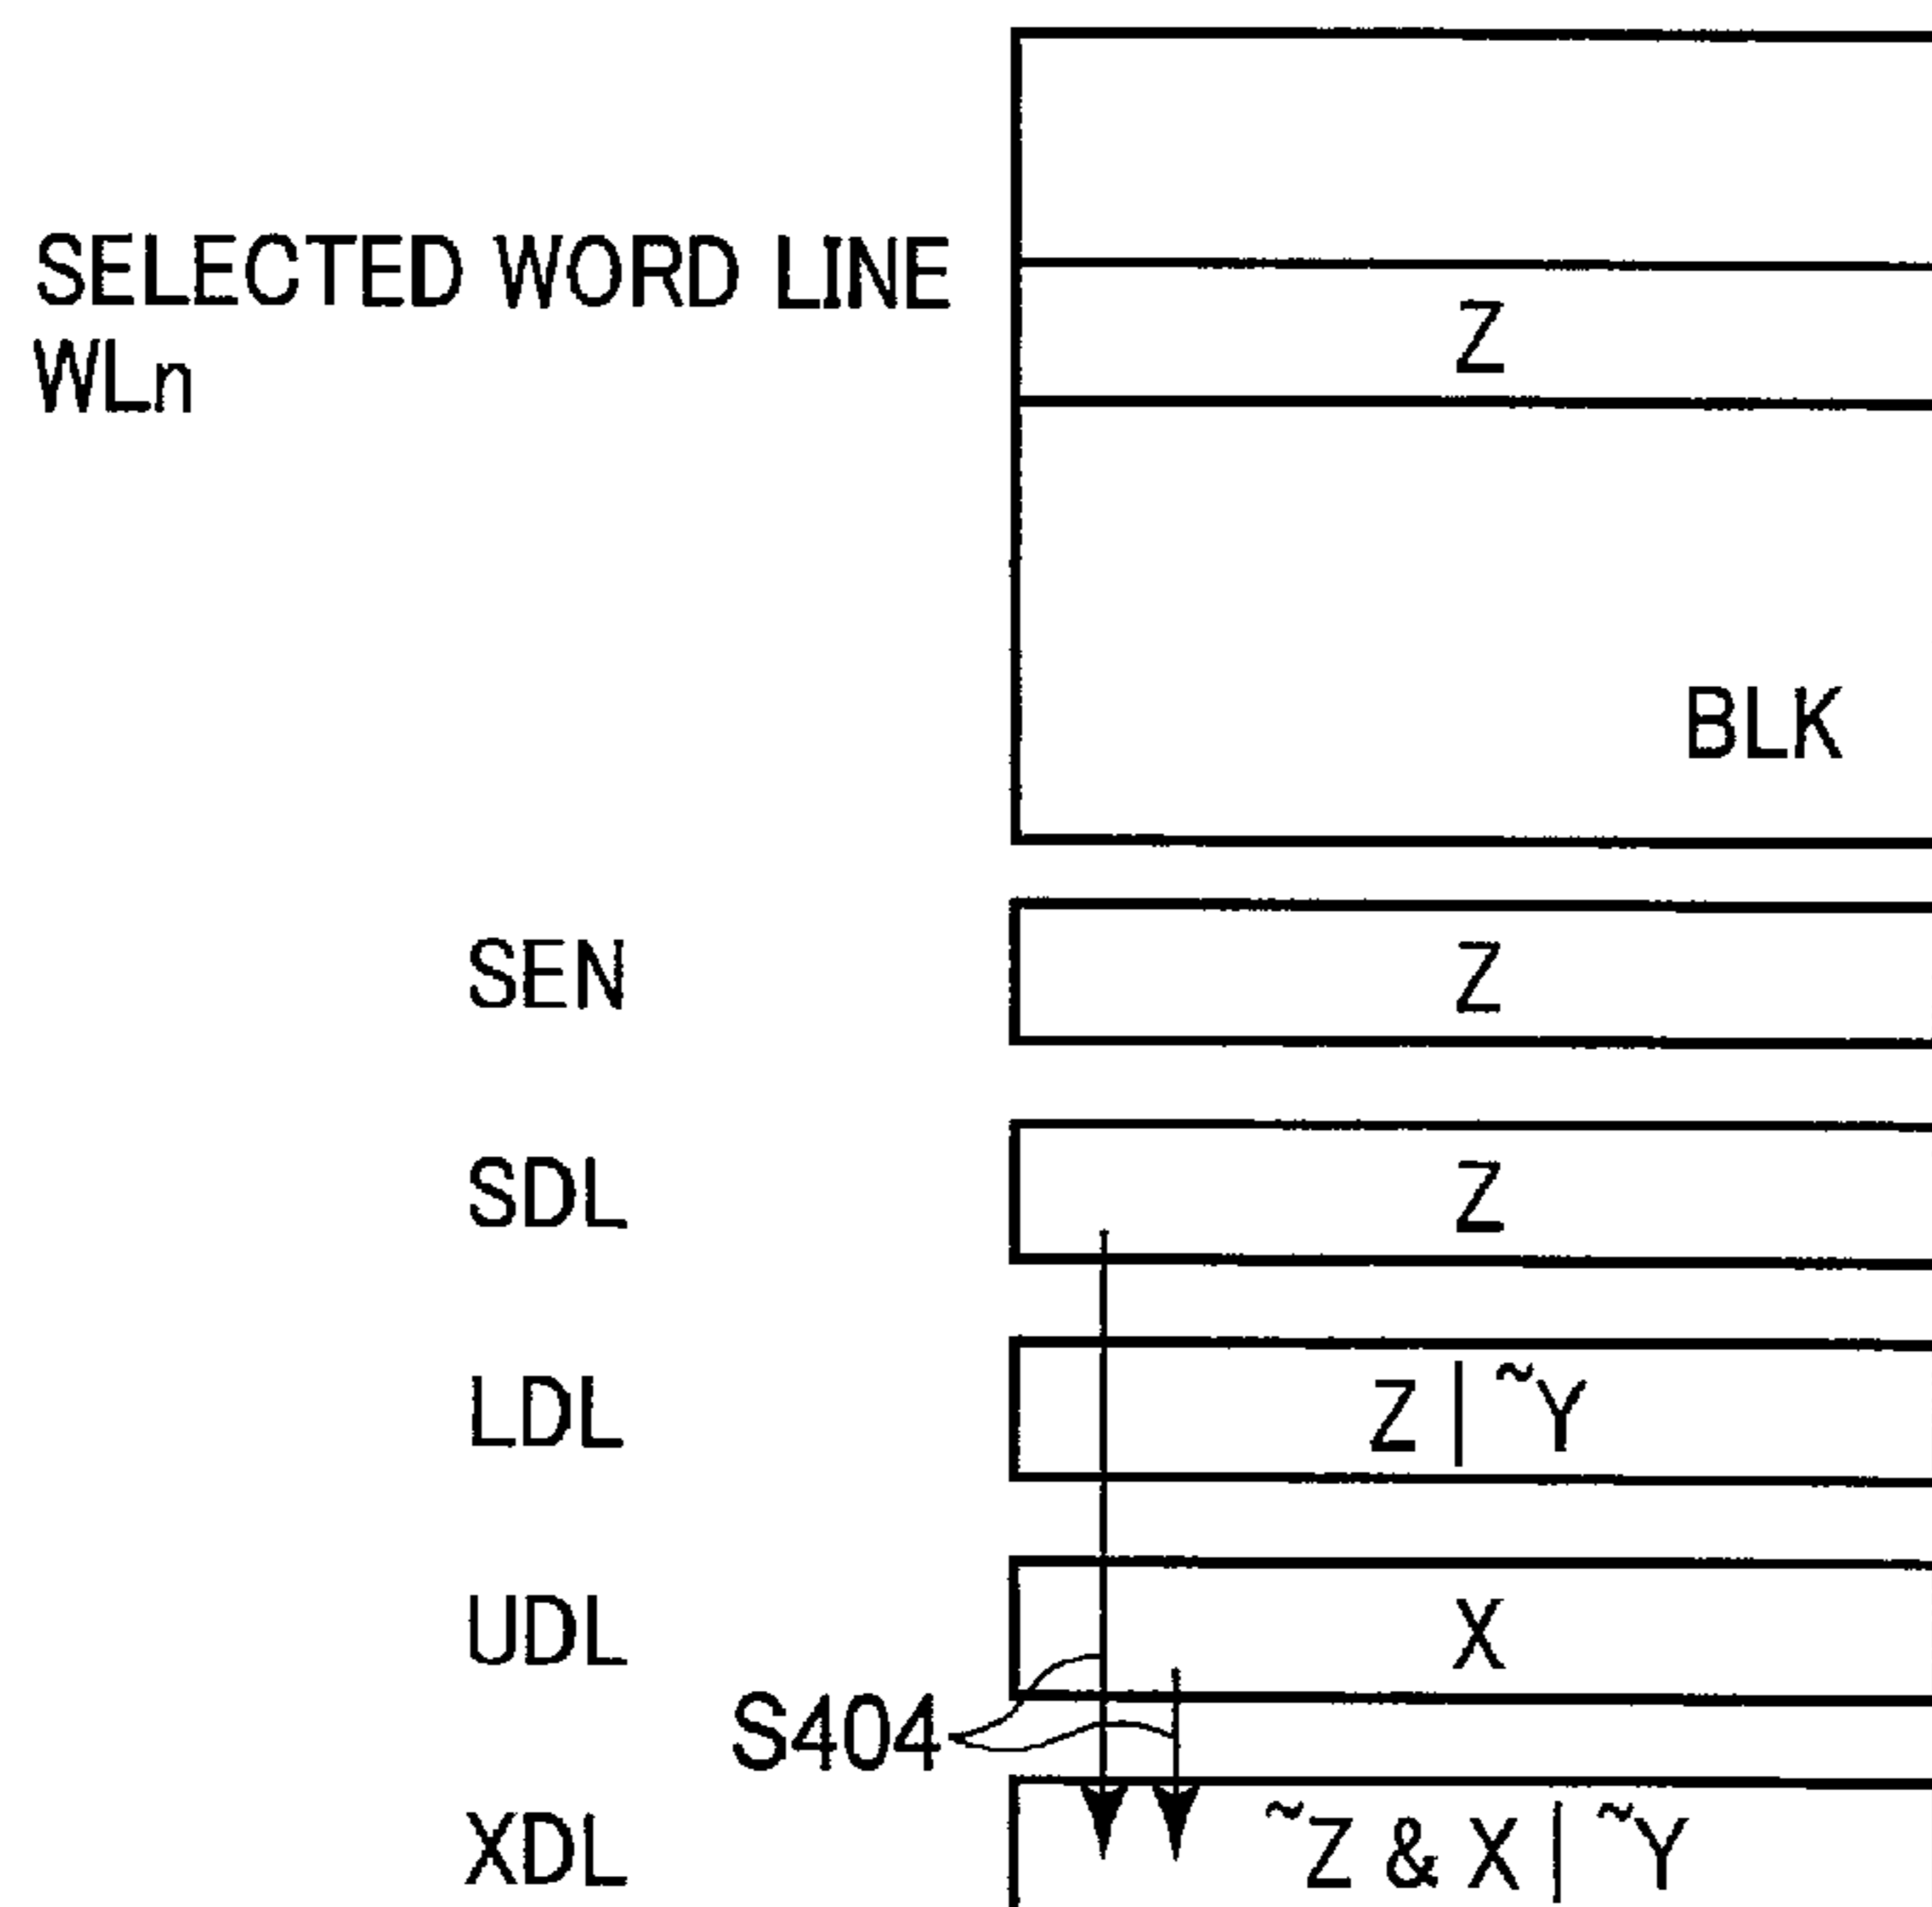 SELECTED WORD LINE
WLn
Z
BLK
SEN
Z
SDL
Z
LDL
Z | ~Y
UDL
X
S404
XDL
~Z & X | ~Y